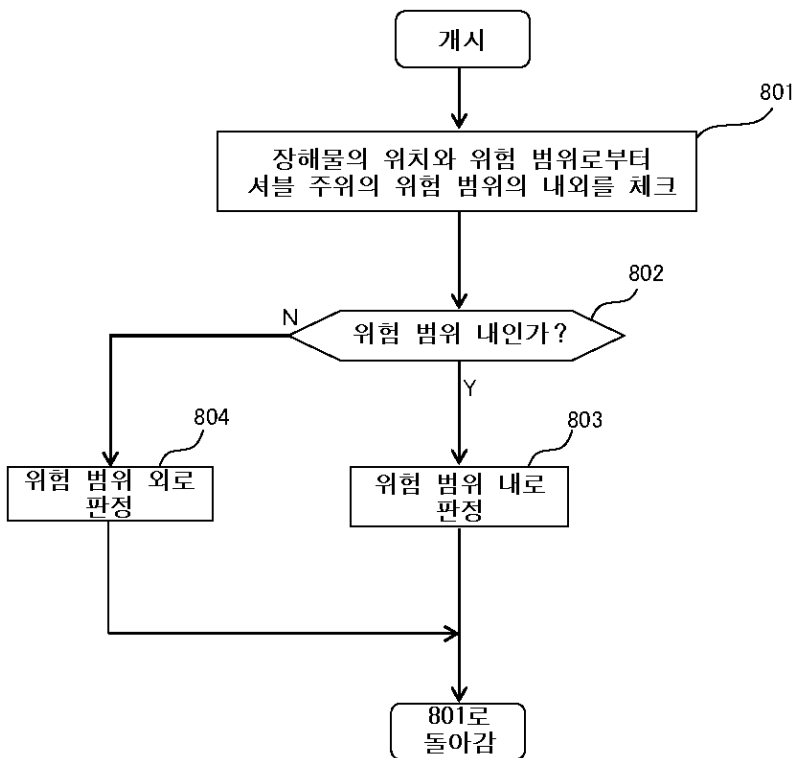 개시
801
장해물의 위치와 위험 범위로부터
셔블 주위의 위험 범위의 내외를 체크
802
N
위험 범위 내인가?
Y
804
803
위험 범위 외로
판정
위험 범위 내로
판정
801로
돌아감